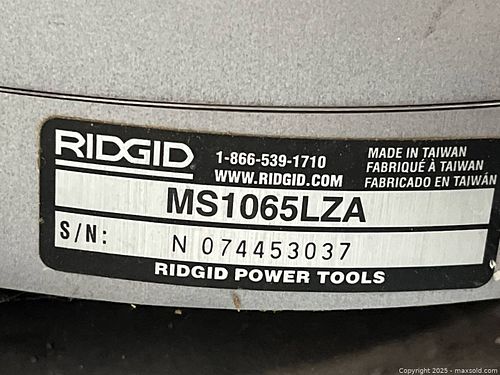 RIDGID
1-866-539-1710
WWW.RIDGID.COM
MADE IN TAIWAN
FABRIQUÉ À TAIWAN
FABRICADO EN TAIWÁN
MS1065LZA
S/N: N 074453037
RIDGID POWER TOOLS
Copyright 2025 - maxsold.com